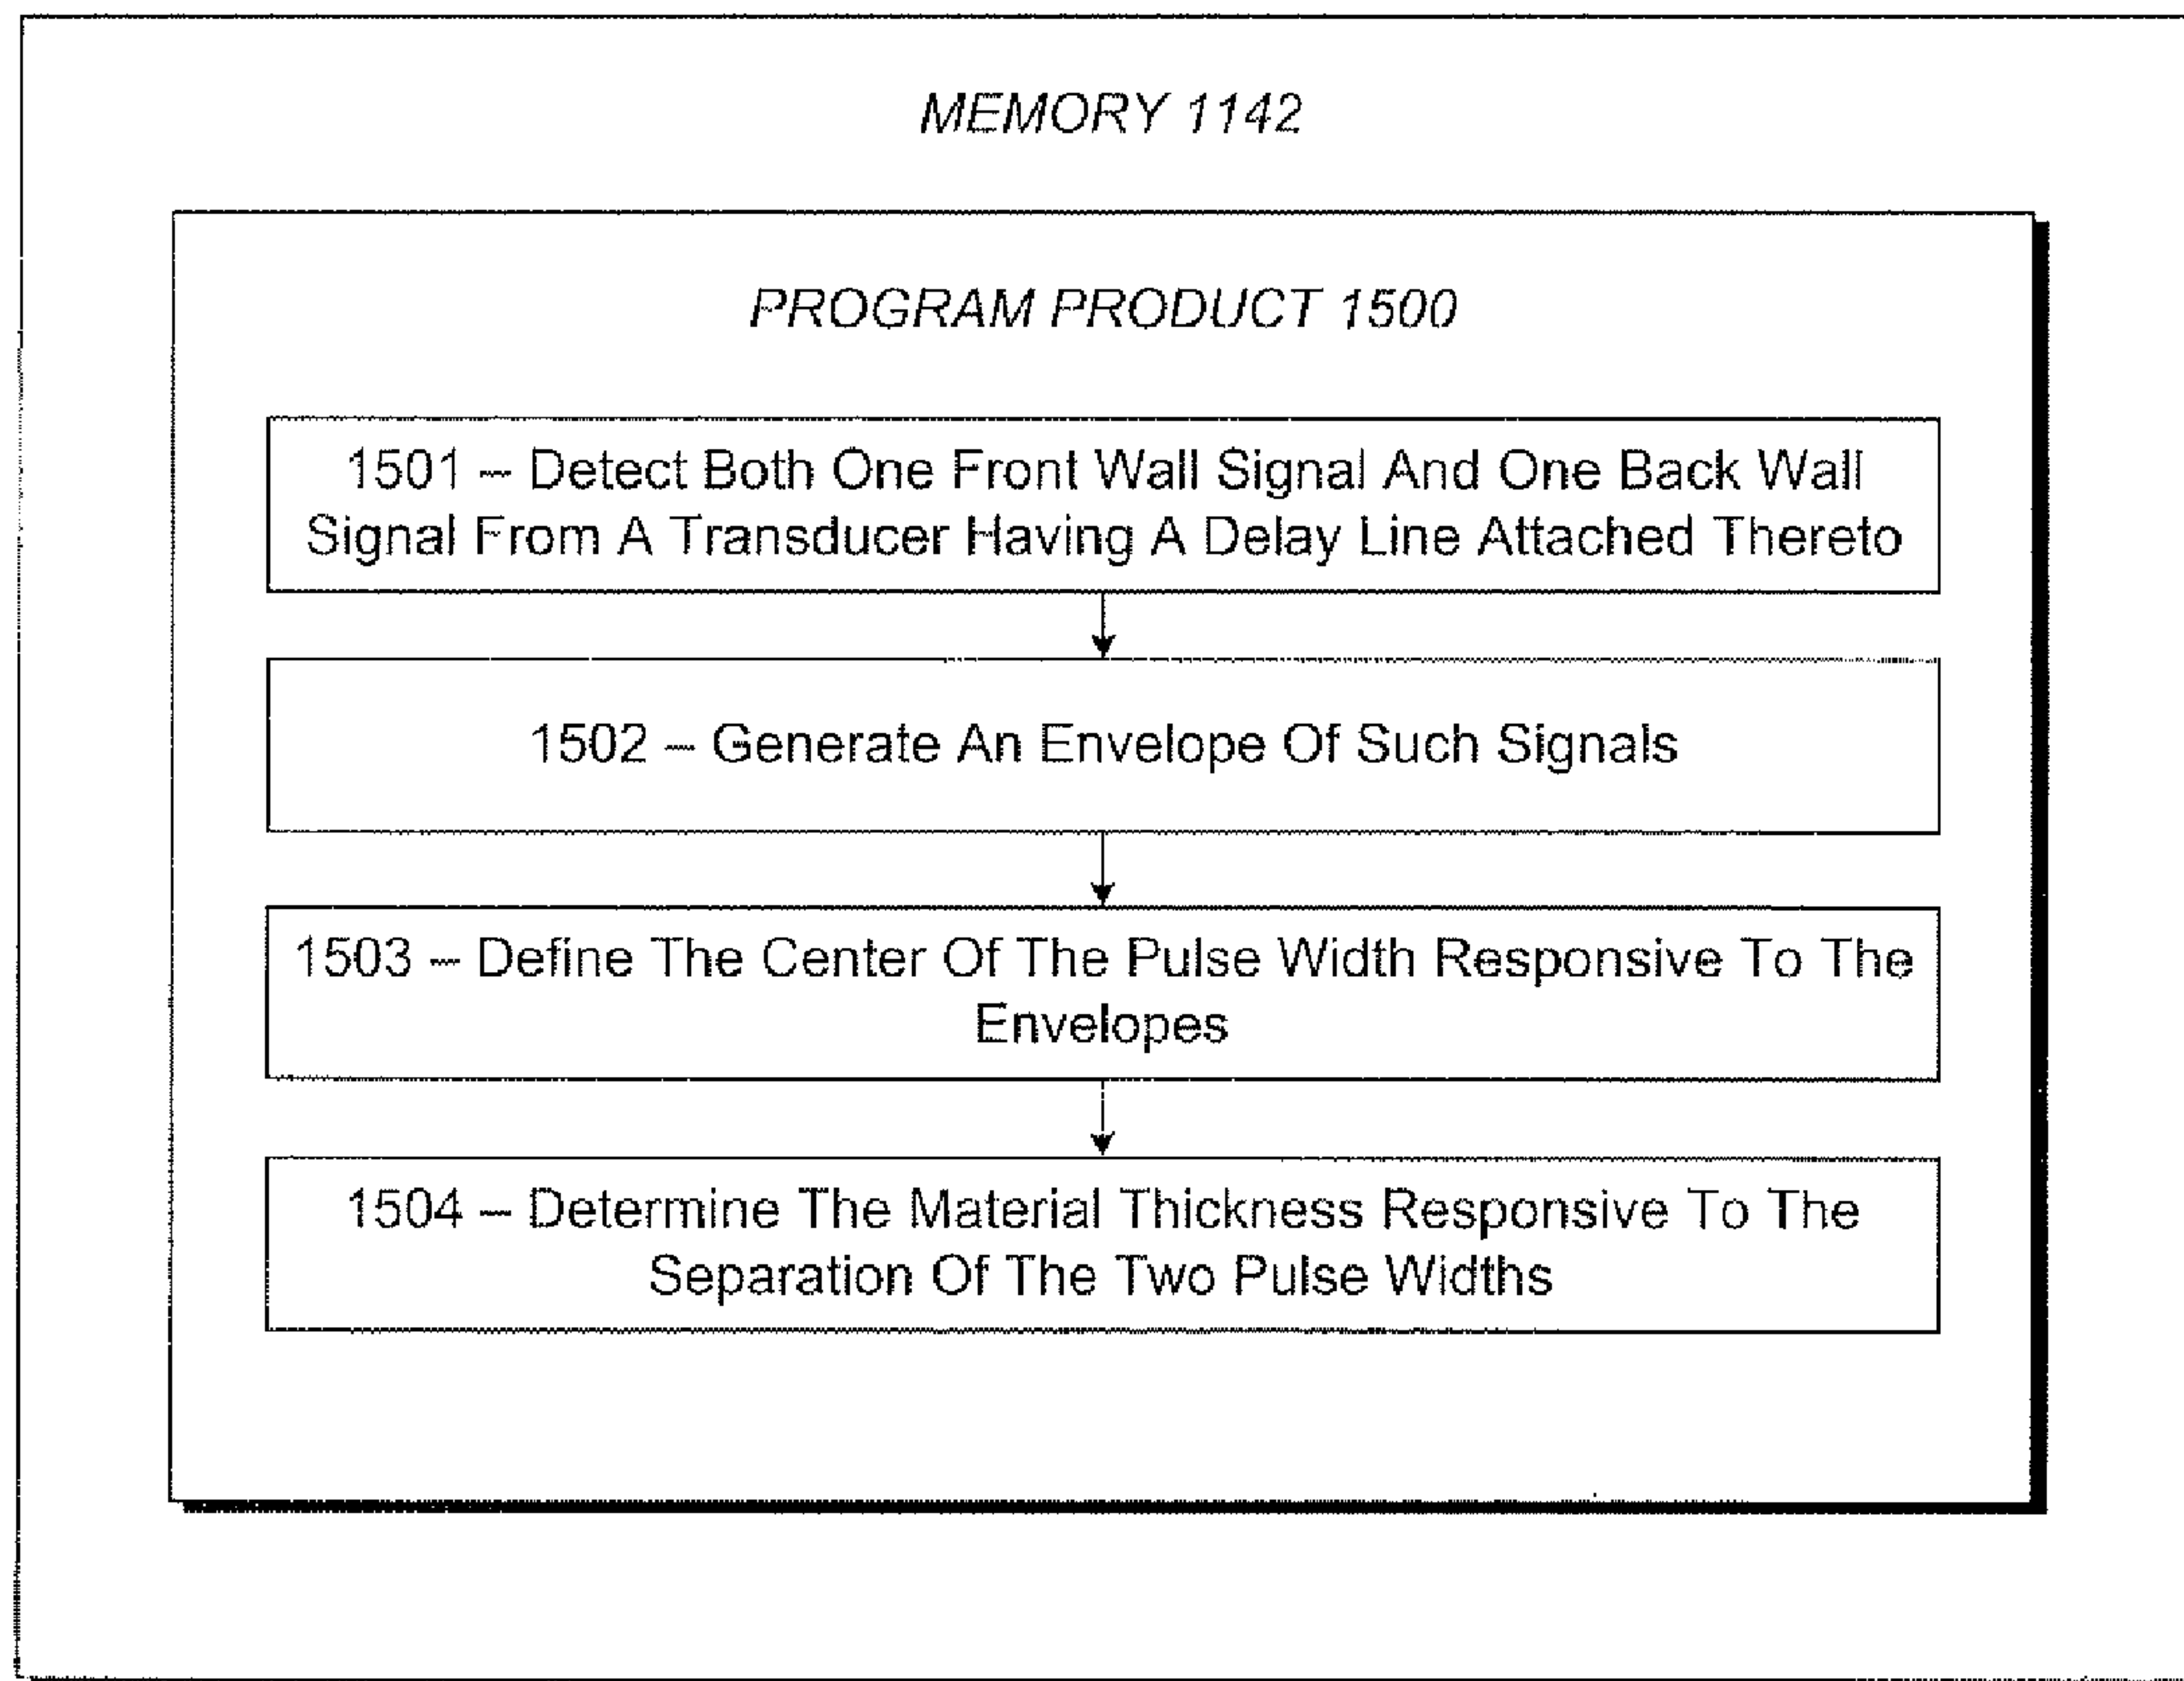 MEMORY 1142
PROGRAM PRODUCT 1500
1501 – Detect Both One Front Wall Signal And One Back Wall
Signal From A Transducer Having A Delay Line Attached Thereto
1502 – Generate An Envelope Of Such Signals
1503 – Define The Center Of The Pulse Width Responsive To The
Envelopes
1504 – Determine The Material Thickness Responsive To The
Separation Of The Two Pulse Widths